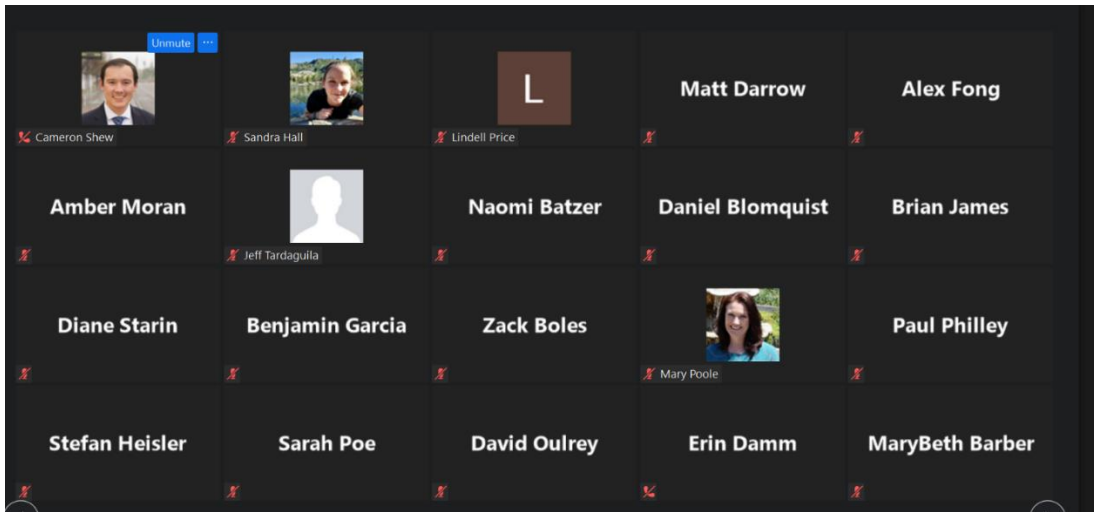 Unmute ...
Cameron Shew
Sandra Hall
L
Lindell Price
Matt Darrow
Alex Fong
Amber Moran
Jeff Tardaguila
Naomi Batzer
Daniel Blomquist
Brian James
Diane Starin
Benjamin Garcia
Zack Boles
Mary Poole
Paul Philley
Stefan Heisler
Sarah Poe
David Oulrey
Erin Damm
MaryBeth Barber